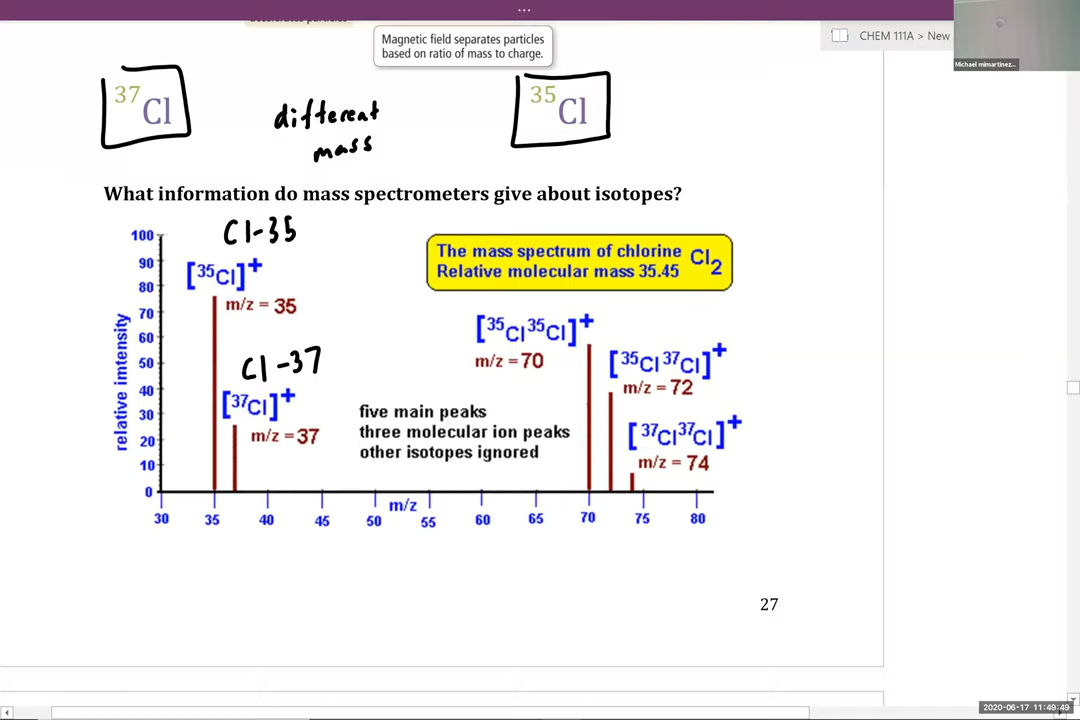 ...
Decelerates particles
Magnetic field separates particles
based on ratio of mass to charge.
CHEM 111A > New
Michael mimartinez...
37Cl
different
mass
35Cl
What information do mass spectrometers give about isotopes?
Cl-35
[35Cl]+
m/z = 35
Cl-37
[37Cl]+
m/z = 37
The mass spectrum of chlorine Cl2
Relative molecular mass 35.45
[35Cl35Cl]+
m/z = 70
[35Cl37Cl]+
m/z = 72
[37Cl37Cl]+
m/z = 74
five main peaks
three molecular ion peaks
other isotopes ignored
relative imtensity
100
90
80
70
60
50
40
30
20
10
0
m/z
30 35 40 45 50 55 60 65 70 75 80
27
2020-06-17 11:49:49